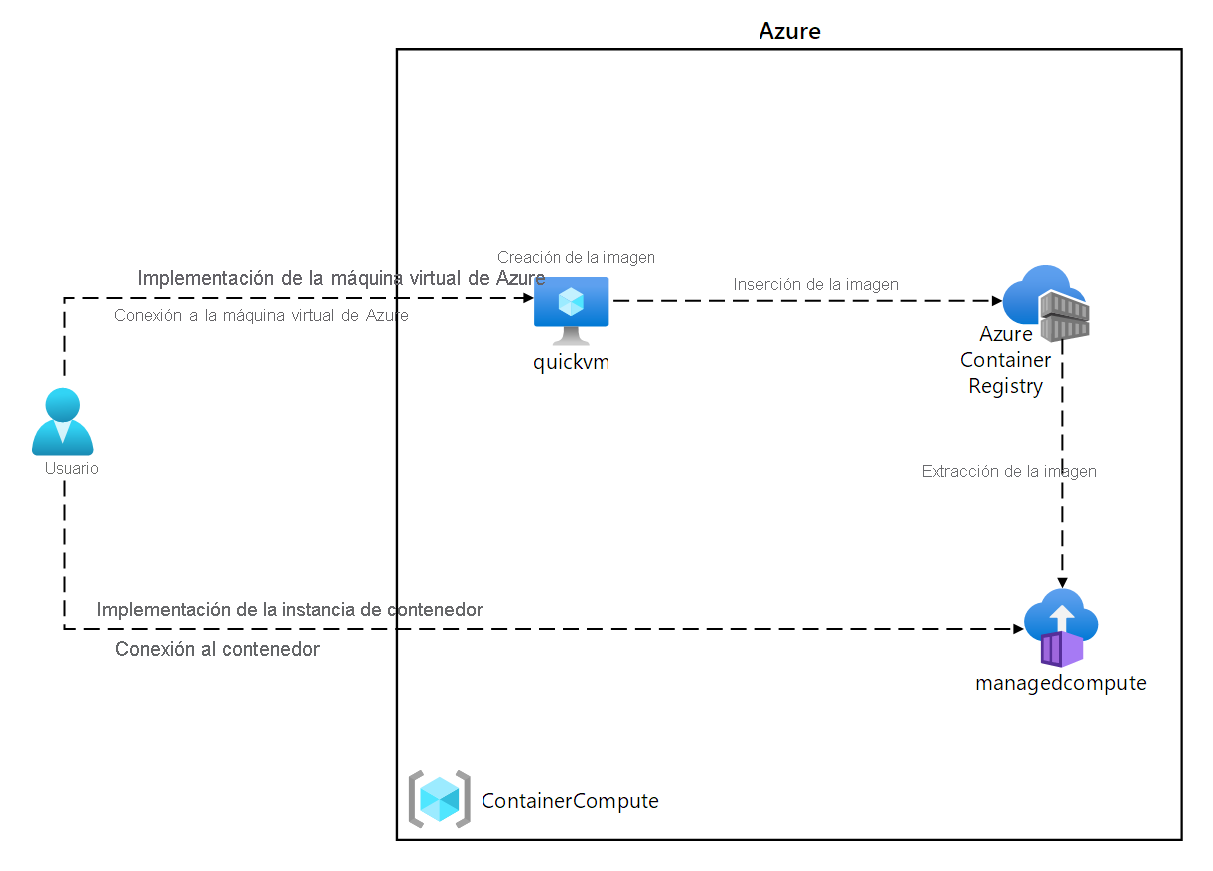 Azure
Creación de la imagen
Implementación de la máquina virtual de Azure
Inserción de la imagen
Conexión a la máquina virtual de Azure
quickvm
Azure
Container
Registry
Usuario
Extracción de la imagen
Implementación de la instancia de contenedor
Conexión al contenedor
managedcompute
ContainerCompute